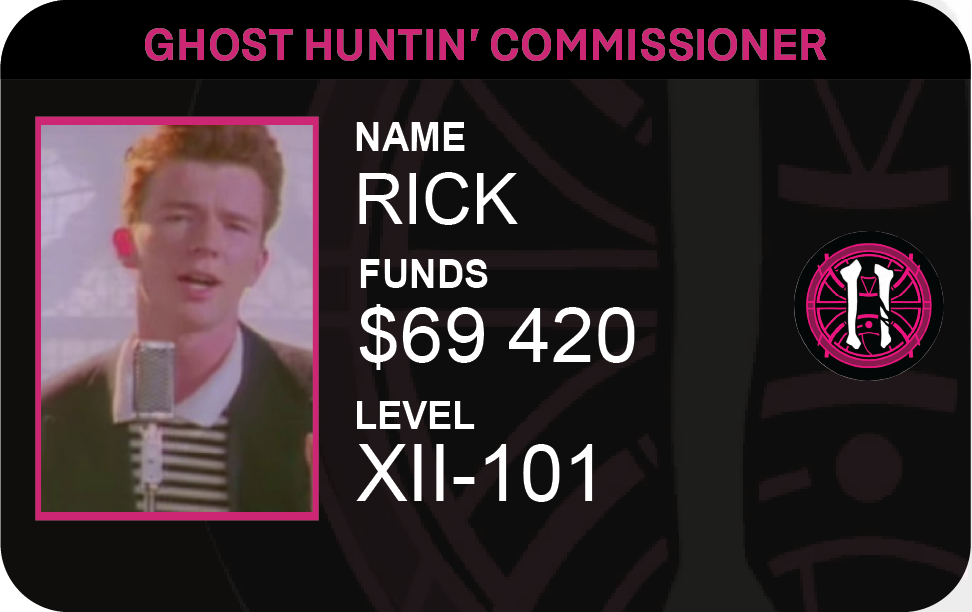 GHOST HUNTIN' COMMISSIONER
NAME
RICK
FUNDS
$69 420
LEVEL
XII-101